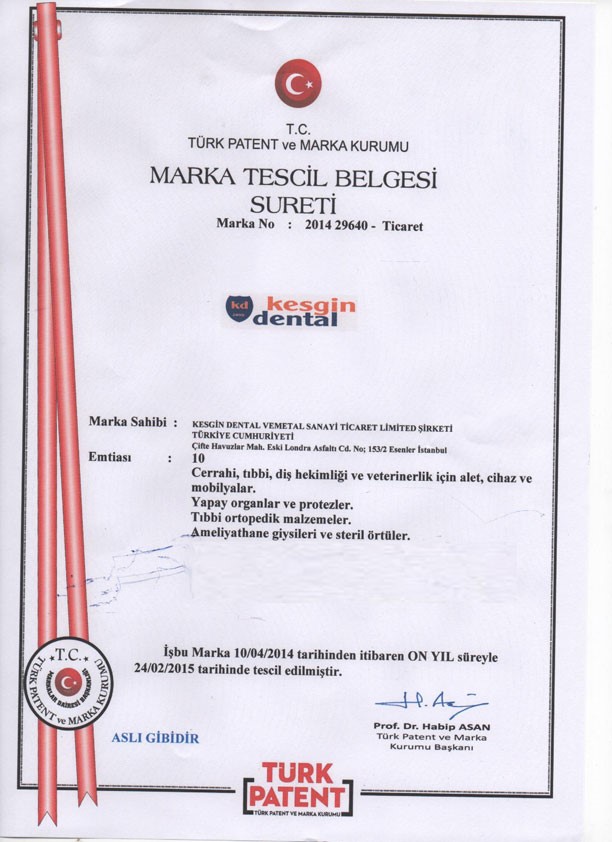 T.C.
TÜRK PATENT ve MARKA KURUMU
MARKA TESCİL BELGESİ
SURETİ
Marka No : 2014 29640 - Ticaret
kd
kesgin
dental
Marka Sahibi : KESGİN DENTAL VEMETAL SANAYİ TİCARET LİMİTED ŞİRKETİ
TÜRKİYE CUMHURİYETİ
Çifte Havuzlar Mah. Eski Londra Asfaltı Cd. No; 153/2 Esenler İstanbul
Emtiası : 10
Cerrahi, tıbbi, diş hekimliği ve veterinerlik için alet, cihaz ve
mobilyalar.
Yapay organlar ve protezler.
Tıbbi ortopedik malzemeler.
Ameliyathane giysileri ve steril örtüler.
İşbu Marka 10/04/2014 tarihinden itibaren ON YIL süreyle
24/02/2015 tarihinde tescil edilmiştir.
T.C.
TÜRK PATENT ve MARKA KURUMU
MARKALAR DAİRESİ BAŞKANLIĞI
ASLI GİBİDİR
Prof. Dr. Habip ASAN
Türk Patent ve Marka
Kurumu Başkanı
TÜRK
PATENT
TÜRK PATENT VE MARKA KURUMU